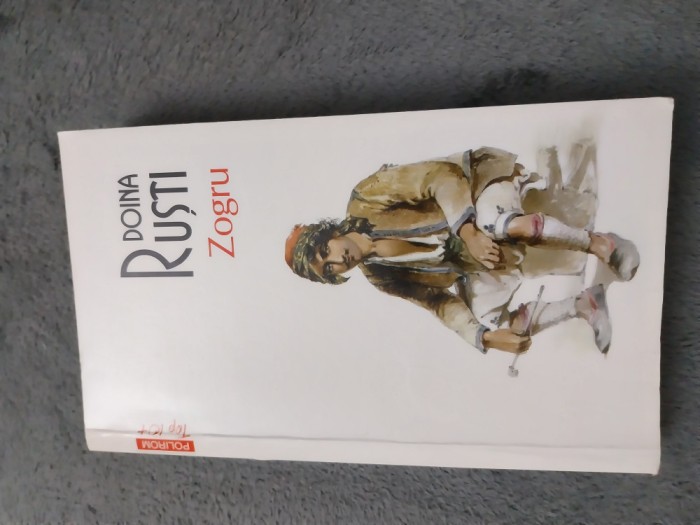 DOINA
RUȘTI
Zogru
Top 10+
POLIROM